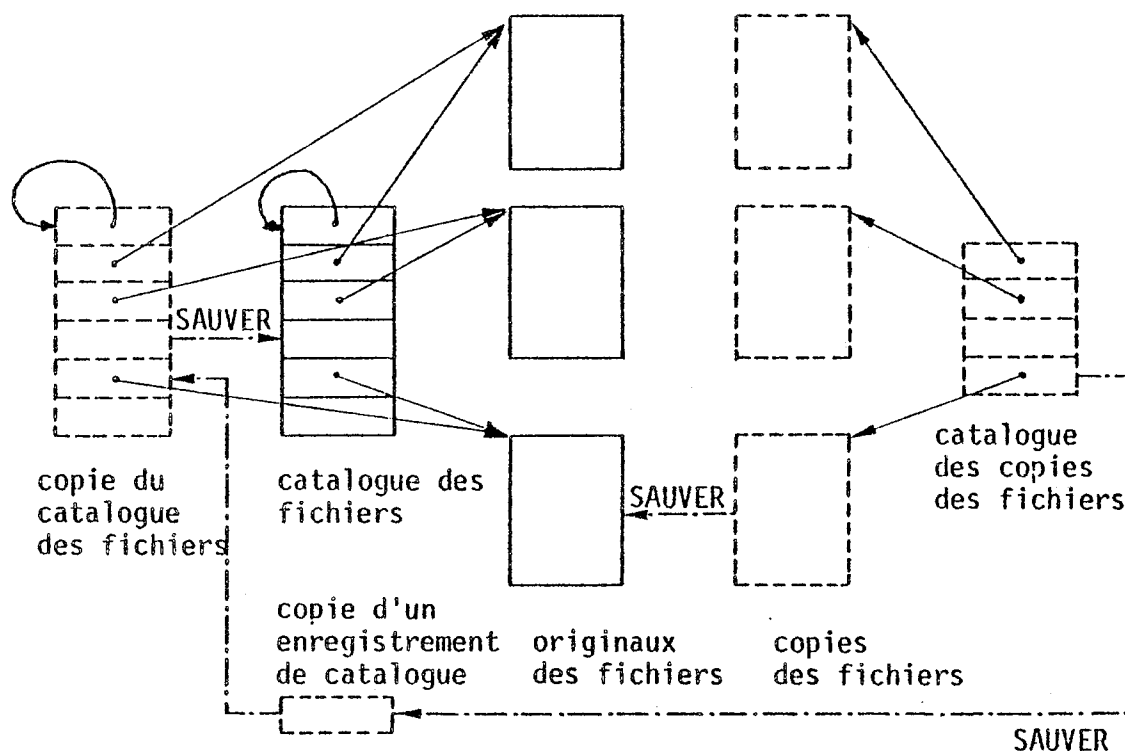 SAUVER
copie du
catalogue
des fichiers
catalogue des
fichiers
SAUVER
catalogue
des copies
des fichiers
copie d'un
enregistrement
de catalogue
originaux
des fichiers
copies
des fichiers
SAUVER